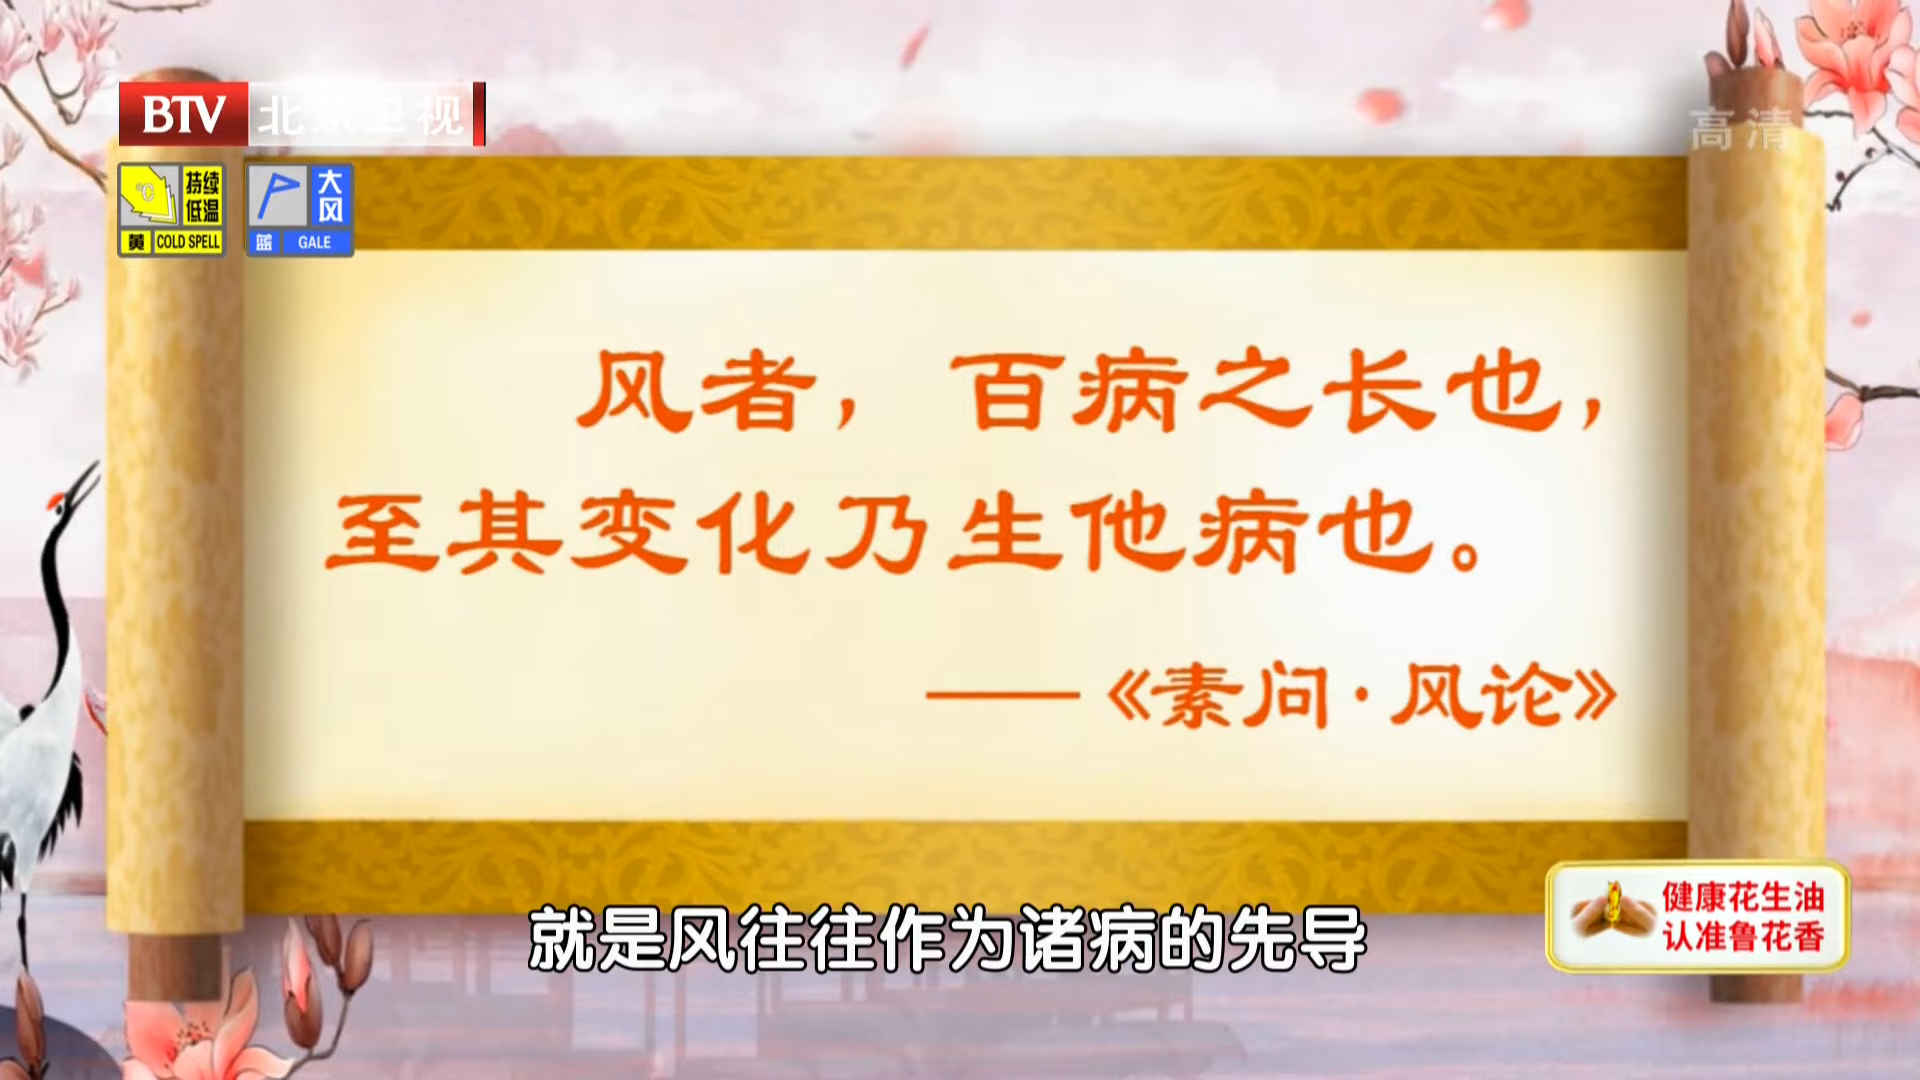 BTV 北京卫视
高清
持续
低温
黄 COLD SPELL
大风
蓝 GALE
风者，百病之长也，
至其变化乃生他病也。
——《素问·风论》
健康花生油
认准鲁花香
就是风往往作为诸病的先导